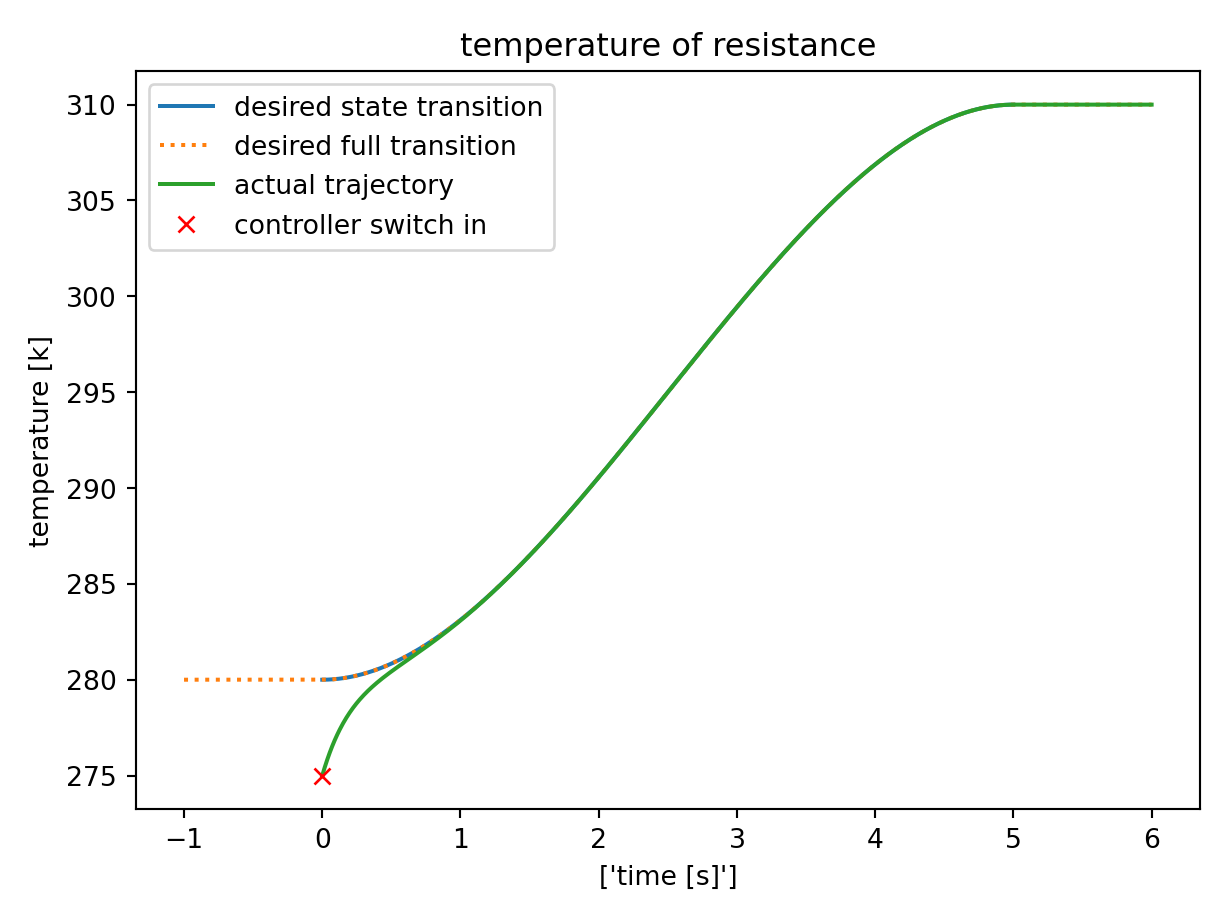 temperature of resistance
desired state transition
desired full transition
actual trajectory
controller switch in
310
305
300
295
290
285
280
275
temperature [k]
−1 0 1 2 3 4 5 6
['time [s]']